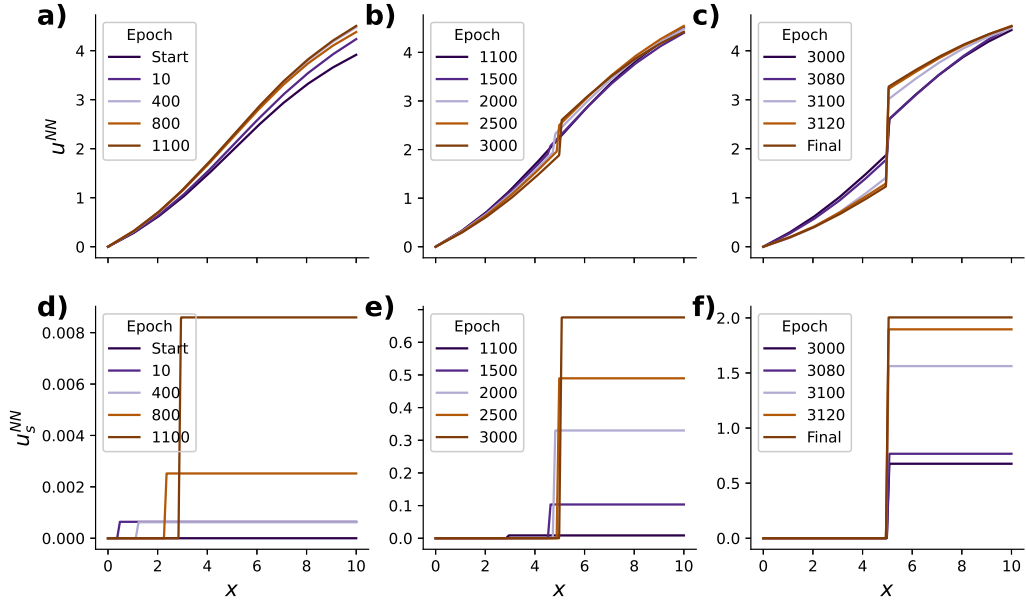 a)
Epoch
Start
10
400
800
1100
4
3
2
1
0
u^{NN}
b)
Epoch
1100
1500
2000
2500
3000
4
3
2
1
0
c)
Epoch
3000
3080
3100
3120
Final
4
3
2
1
0
d)
Epoch
Start
10
400
800
1100
0.008
0.006
0.004
0.002
0.000
u_s^{NN}
0 2 4 6 8 10
x
e)
Epoch
1100
1500
2000
2500
3000
0.6
0.5
0.4
0.3
0.2
0.1
0.0
0 2 4 6 8 10
x
f)
Epoch
3000
3080
3100
3120
Final
2.0
1.5
1.0
0.5
0.0
0 2 4 6 8 10
x